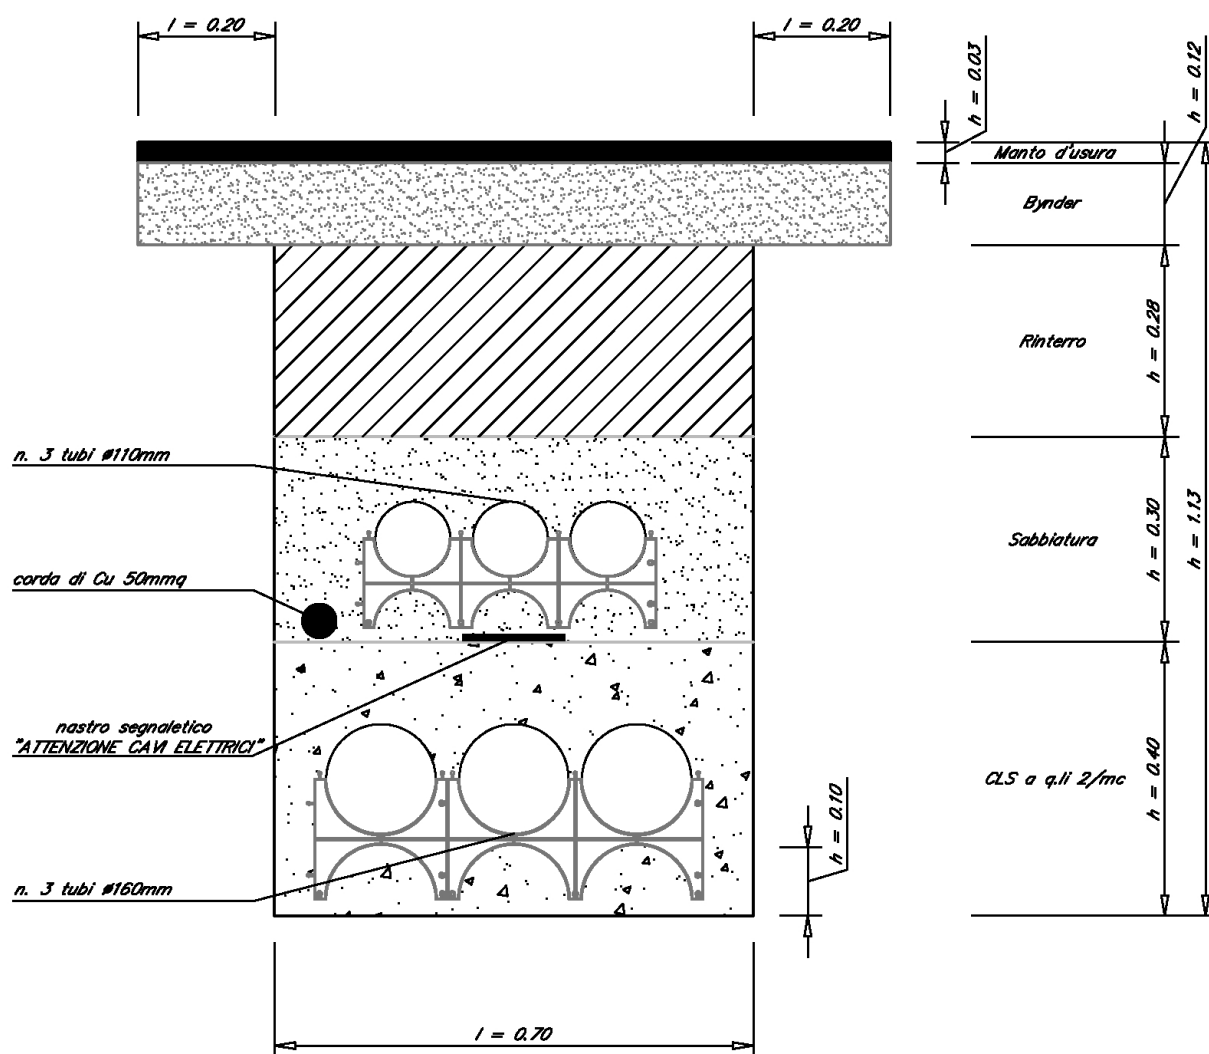 l = 0.20
l = 0.20
h = 0.03
h = 0.12
Manto d'usura
Bynder
Rinterro
h = 0.28
n. 3 tubi ø110mm
Sabbiatura
h = 0.30
h = 1.13
corda di Cu 50mmq
nastro segnaletico
"ATTENZIONE CAVI ELETTRICI"
CLS a q.li 2/mc
h = 0.40
h = 0.10
n. 3 tubi ø160mm
l = 0.70